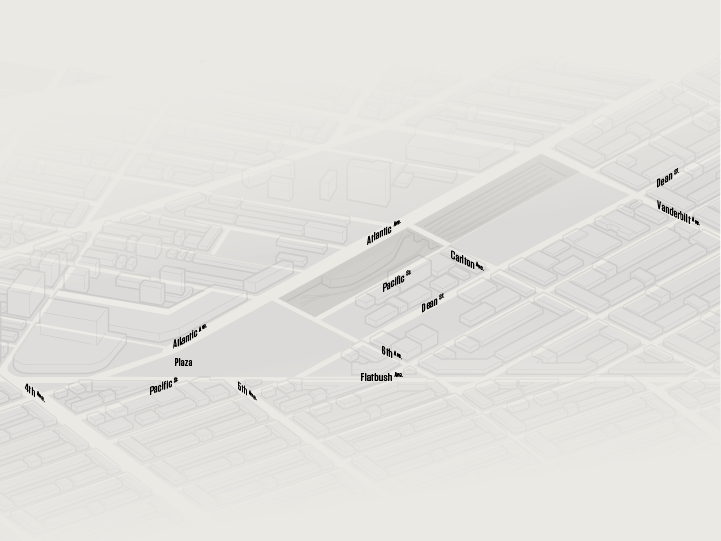 Dean St.
Vanderbilt Ave.
Atlantic Ave.
Carlton Ave.
Pacific St.
Dean St.
Atlantic Ave.
6th Ave.
Plaza
Flatbush Ave.
Pacific St.
4th Ave.
5th Ave.